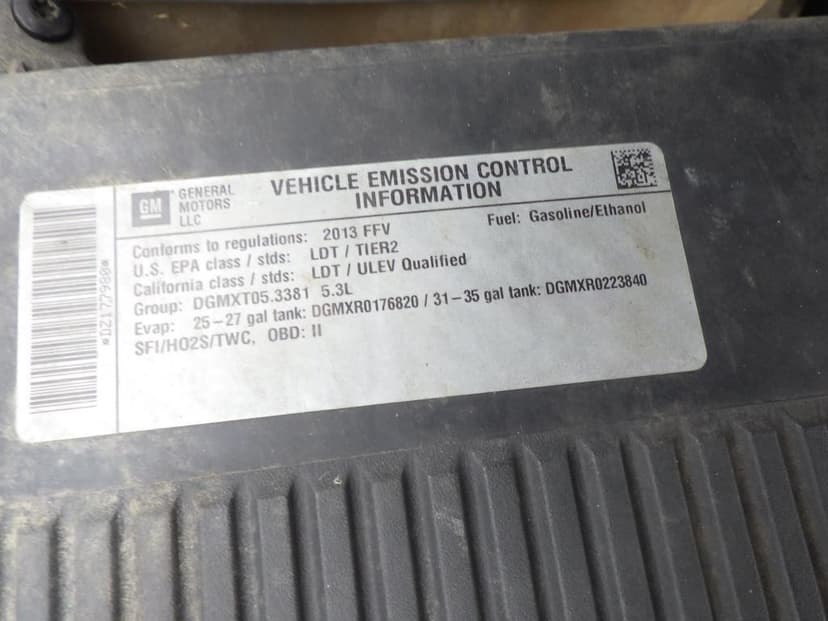 *DZ177980*
GM
GENERAL
MOTORS
LLC
VEHICLE EMISSION CONTROL
INFORMATION
Conforms to regulations: 2013 FFV
Fuel: Gasoline/Ethanol
U.S. EPA class / stds: LDT / TIER2
California class / stds: LDT / ULEV Qualified
Group: DGMXT05.3381 5.3L
Evap: 25-27 gal tank: DGMXR0176820 / 31-35 gal tank: DGMXR0223840
SFI/HO2S/TWC, OBD: II